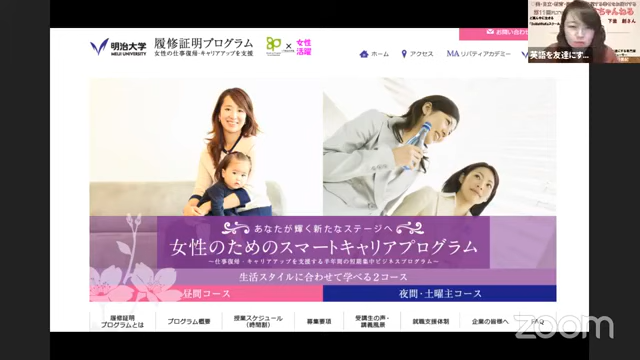 明治大学
MEIJI UNIVERSITY
履修証明プログラム
女性の仕事復帰・キャリアアップを支援
×
女性
活躍
お問い合わせ
ホーム
アクセス
MA リバティアカデミー
英語を友達にす...
あなたが輝く新たなステージへ
女性のためのスマートキャリアプログラム
～仕事復帰・キャリアアップを支援する半年間の短期集中ビジネスプログラム～
生活スタイルに合わせて学べる2コース
昼間コース
夜間・土曜主コース
履修証明
プログラムとは
プログラム概要
授業スケジュール
(時間割)
募集要項
受講生の声・
講義風景
就職支援体制
企業の皆様へ
FAQ
zoom